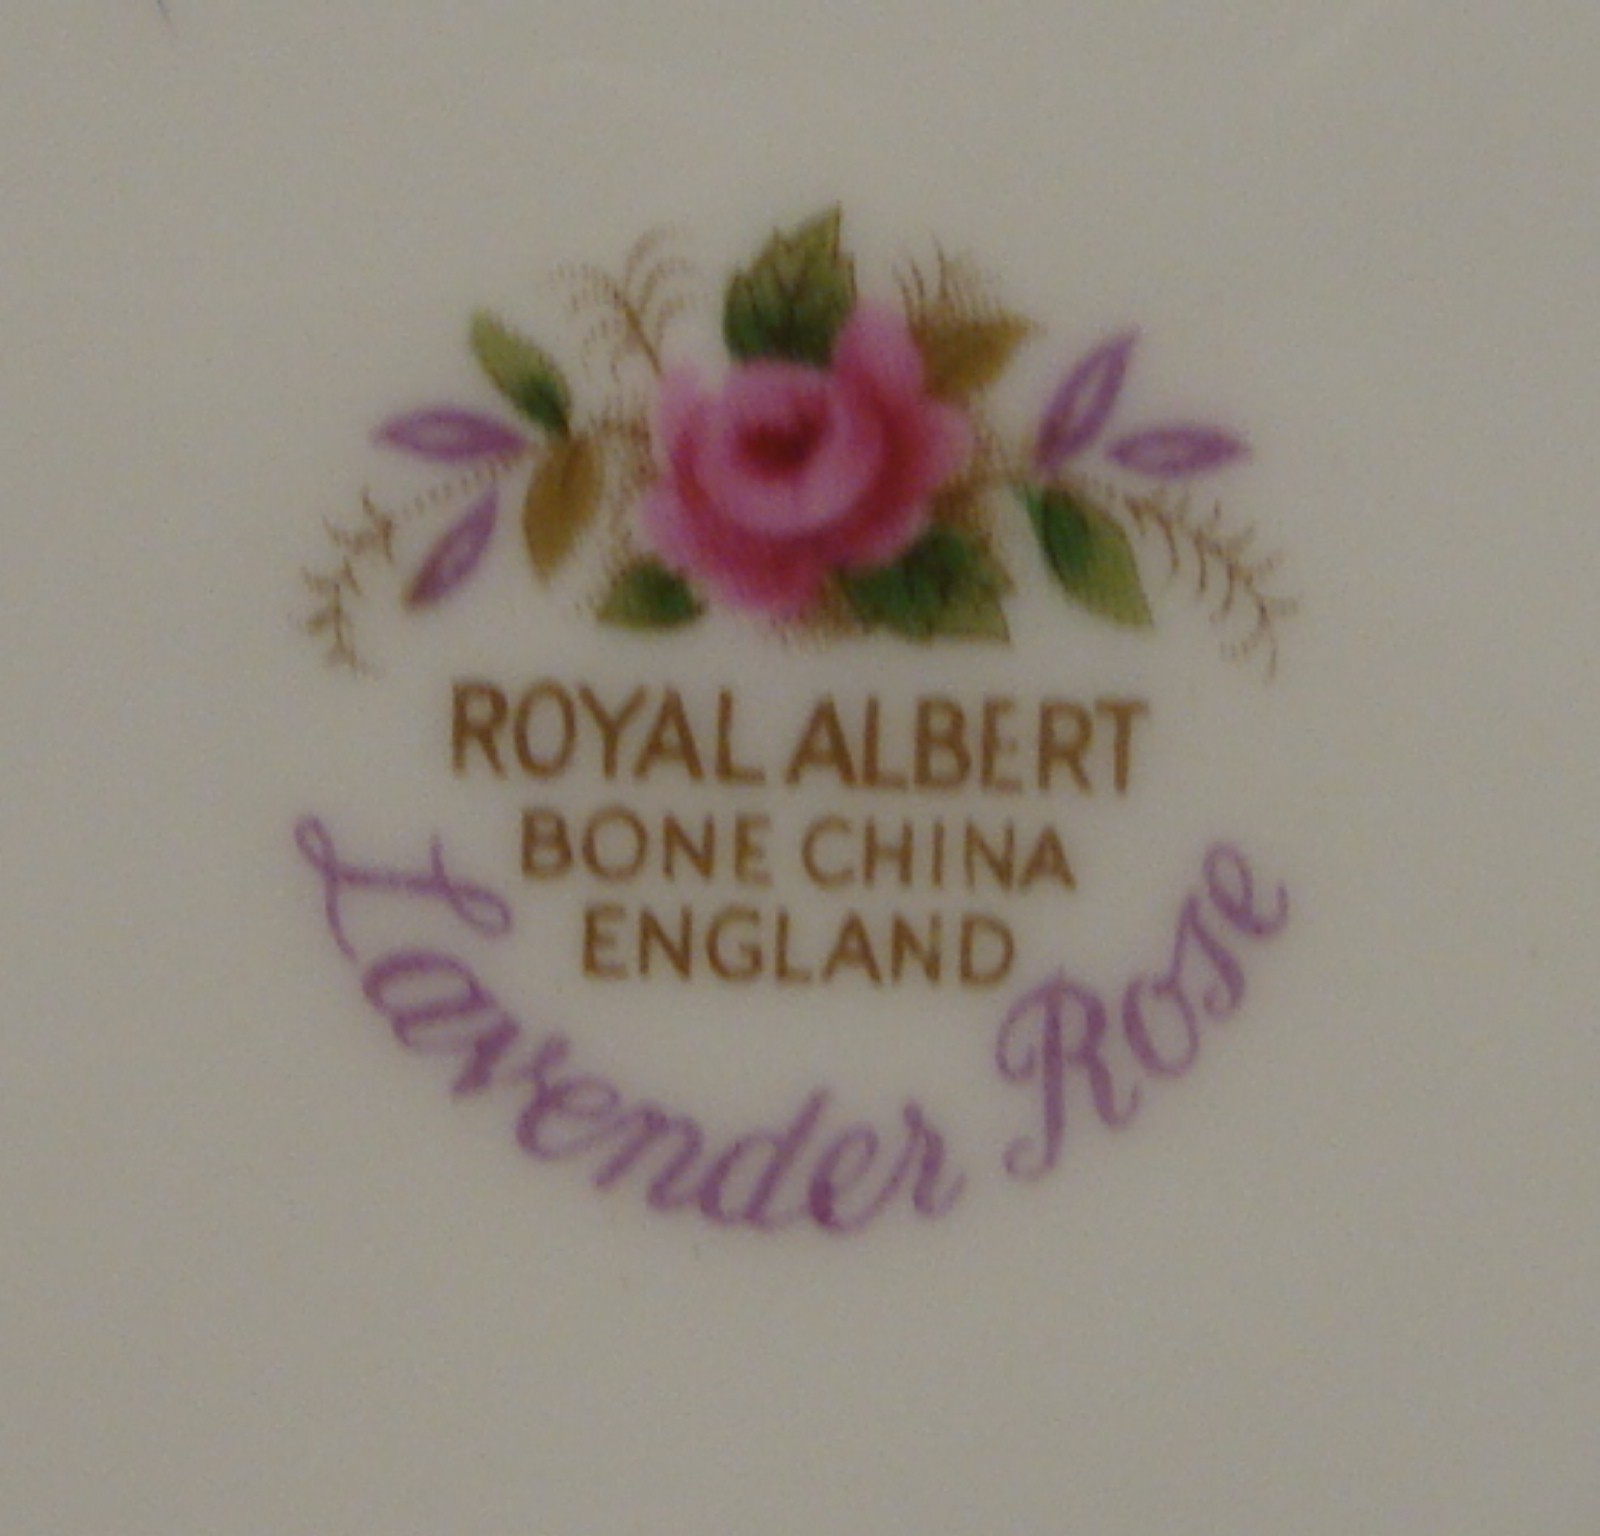 ROYAL ALBERT
BONE CHINA
ENGLAND
Lavender Rose